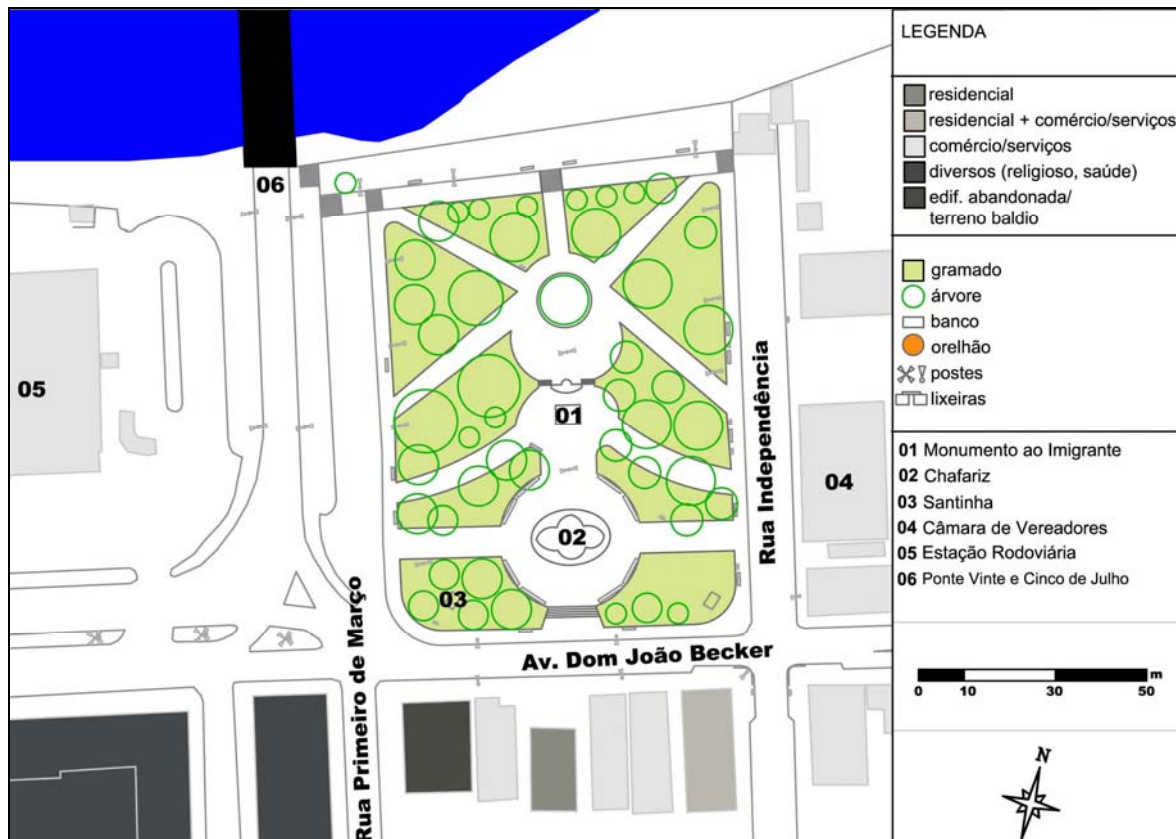 LEGENDA
residencial
residencial + comércio/serviços
comércio/serviços
diversos (religioso, saúde)
edif. abandonada/
terreno baldio
gramado
árvore
banco
orelhão
postes
lixeiras
01 Monumento ao Imigrante
02 Chafariz
03 Santinha
04 Câmara de Vereadores
05 Estação Rodoviária
06 Ponte Vinte e Cinco de Julho
m
0 10 30 50
N
06
05
01
04
02
03
Rua Independência
Av. Dom João Becker
Rua Primeiro de Março